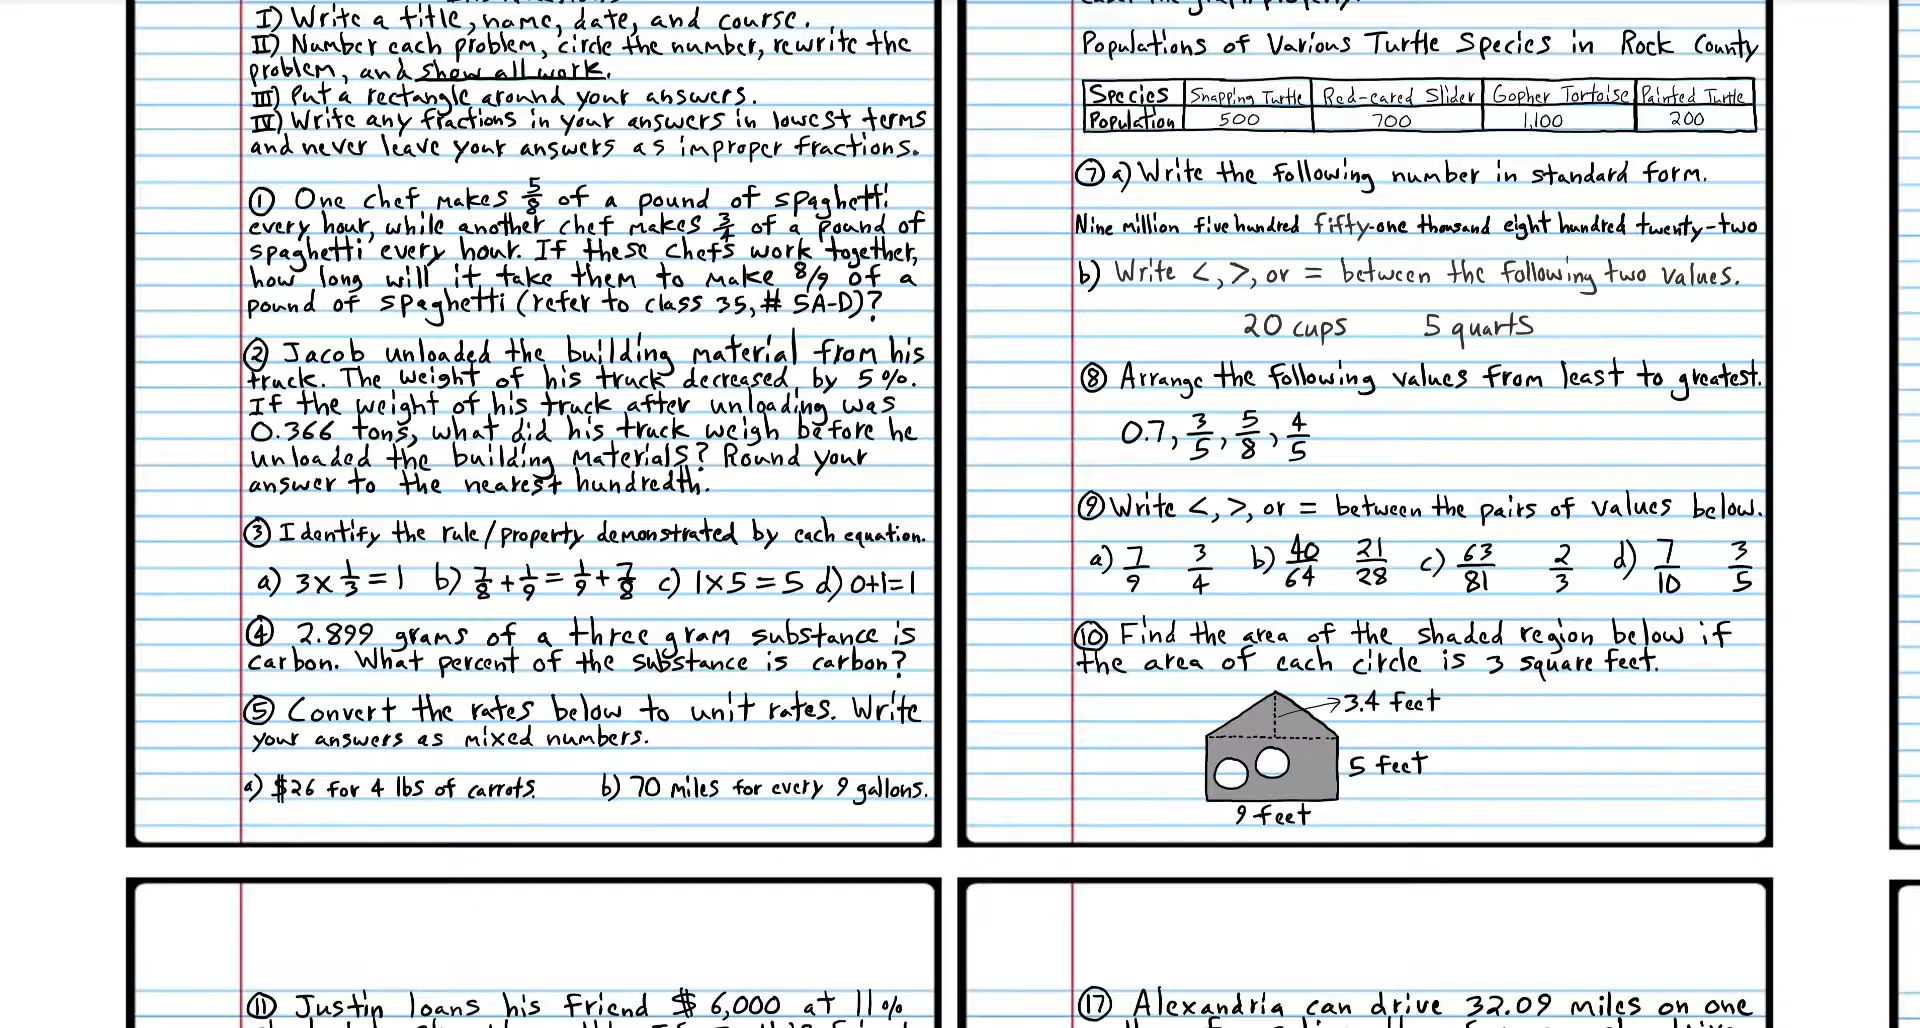 I) Write a title, name, date, and course.
II) Number each problem, circle the number, rewrite the
problem, and show all work.
III) Put a rectangle around your answers.
IV) Write any fractions in your answers in lowest terms
and never leave your answers as improper fractions.
① One chef makes 5/8 of a pound of spaghetti
every hour, while another chef makes 3/4 of a pound of
spaghetti every hour. If these chefs work together,
how long will it take them to make 8/9 of a
pound of spaghetti (refer to class 35, # 5A-D)?
② Jacob unloaded the building material from his
truck. The weight of his truck decreased by 5%.
If the weight of his truck after unloading was
0.366 tons, what did his truck weigh before he
unloaded the building materials? Round your
answer to the nearest hundredth.
③ Identify the rule/property demonstrated by each equation.
a) 3 x 1/3 = 1 b) 7/8 + 1/9 = 1/9 + 7/8 c) 1x5 = 5 d) 0+1=1
④ 2.899 grams of a three gram substance is
carbon. What percent of the substance is carbon?
⑤ Convert the rates below to unit rates. Write
your answers as mixed numbers.
a) $26 for 4 lbs of carrots. b) 70 miles for every 9 gallons.
Populations of Various Turtle Species in Rock County
Species Snapping Turtle Red-eared Slider Gopher Tortoise Painted Turtle
Population 500 700 1,100 200
⑦ a) Write the following number in standard form.
Nine million five hundred fifty-one thousand eight hundred twenty-two
b) Write <, >, or = between the following two values.
20 cups 5 quarts
⑧ Arrange the following values from least to greatest.
0.7, 3/5, 5/8, 4/5
⑨ Write <, >, or = between the pairs of values below.
a) 7/9 3/4 b) 40/64 21/28 c) 63/81 2/3 d) 7/10 3/5
⑩ Find the area of the shaded region below if
the area of each circle is 3 square feet.
3.4 feet
5 feet
9 feet
⑪ Justin loans his friend $ 6,000 at 11%
⑰ Alexandria can drive 32.09 miles on one